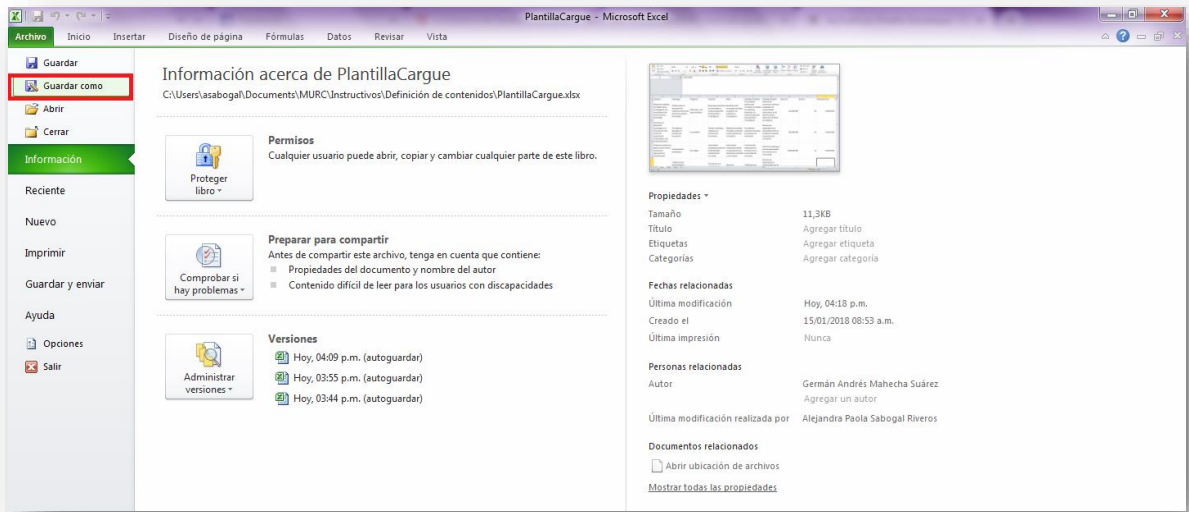 PlantillaCargue - Microsoft Excel
Archivo Inicio Insertar Diseño de página Fórmulas Datos Revisar Vista
Guardar
Guardar como
Abrir
Cerrar
Información
Reciente
Nuevo
Imprimir
Guardar y enviar
Ayuda
Opciones
Salir
Información acerca de PlantillaCargue
C:\Users\asabogal\Documents\MURC\Instructivos\Definición de contenidos\PlantillaCargue.xlsx
Proteger
libro
Permisos
Cualquier usuario puede abrir, copiar y cambiar cualquier parte de este libro.
Comprobar si
hay problemas
Preparar para compartir
Antes de compartir este archivo, tenga en cuenta que contiene:
Propiedades del documento y nombre del autor
Contenido difícil de leer para los usuarios con discapacidades
Administrar
versiones
Versiones
Hoy, 04:09 p.m. (autoguardar)
Hoy, 03:55 p.m. (autoguardar)
Hoy, 03:44 p.m. (autoguardar)
Propiedades
Tamaño 11,3KB
Título Agregar título
Etiquetas Agregar etiqueta
Categorías Agregar categoría
Fechas relacionadas
Última modificación Hoy, 04:18 p.m.
Creado el 15/01/2018 08:53 a.m.
Última impresión Nunca
Personas relacionadas
Autor Germán Andrés Mahecha Suárez
Agregar un autor
Última modificación realizada por Alejandra Paola Sabogal Riveros
Documentos relacionados
Abrir ubicación de archivos
Mostrar todas las propiedades